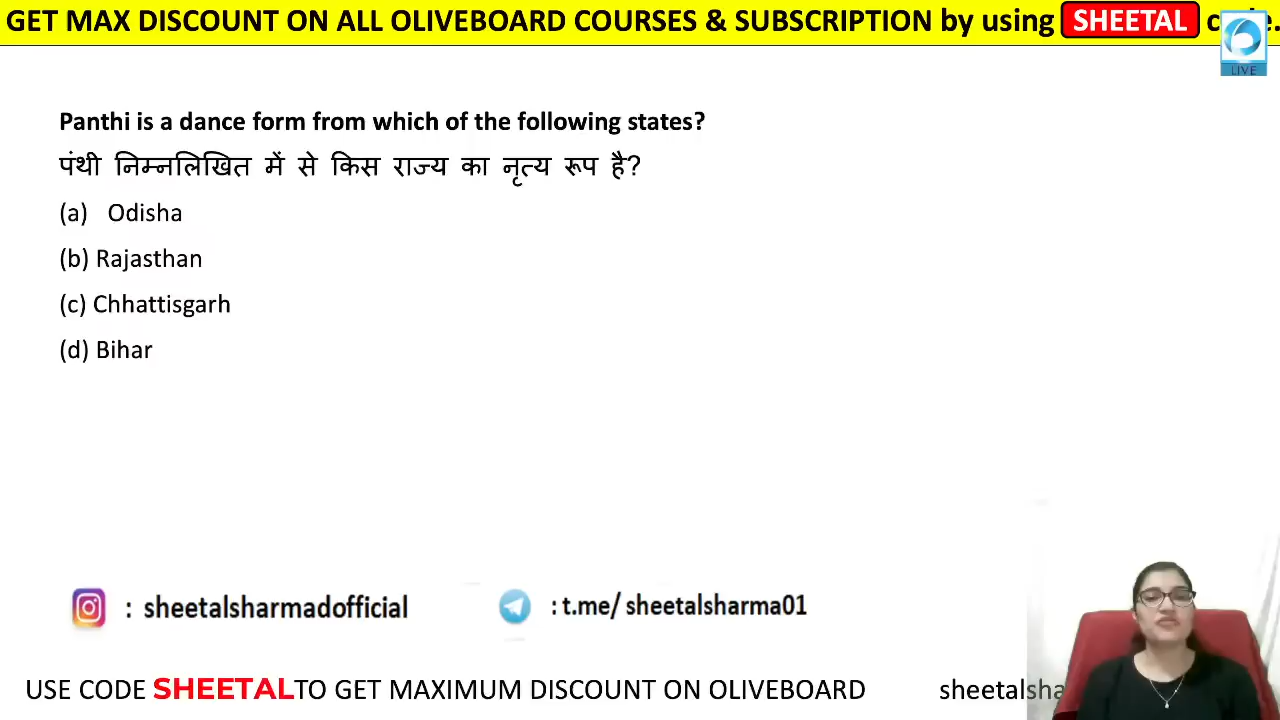 GET MAX DISCOUNT ON ALL OLIVEBOARD COURSES & SUBSCRIPTION by using SHEETAL
LIVE
Panthi is a dance form from which of the following states?
पंथी निम्नलिखित में से किस राज्य का नृत्य रूप है?
(a) Odisha
(b) Rajasthan
(c) Chhattisgarh
(d) Bihar
: sheetalsharmadofficial
: t.me/ sheetalsharma01
USE CODE SHEETAL TO GET MAXIMUM DISCOUNT ON OLIVEBOARD